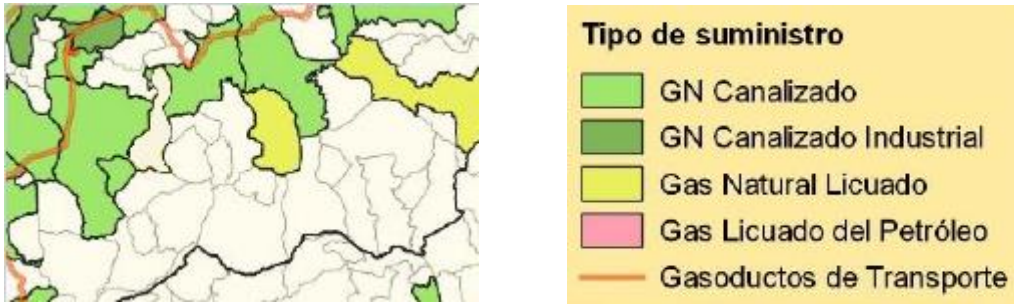 Tipo de suministro
GN Canalizado
GN Canalizado Industrial
Gas Natural Licuado
Gas Licuado del Petróleo
Gasoductos de Transporte